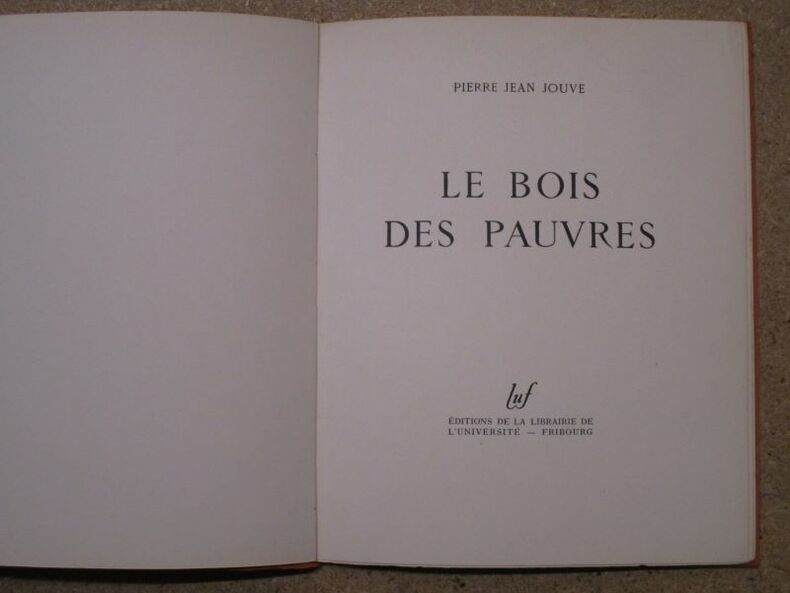 PIERRE JEAN JOUVE
LE BOIS
DES PAUVRES
luf
ÉDITIONS DE LA LIBRAIRIE DE
L'UNIVERSITÉ — FRIBOURG